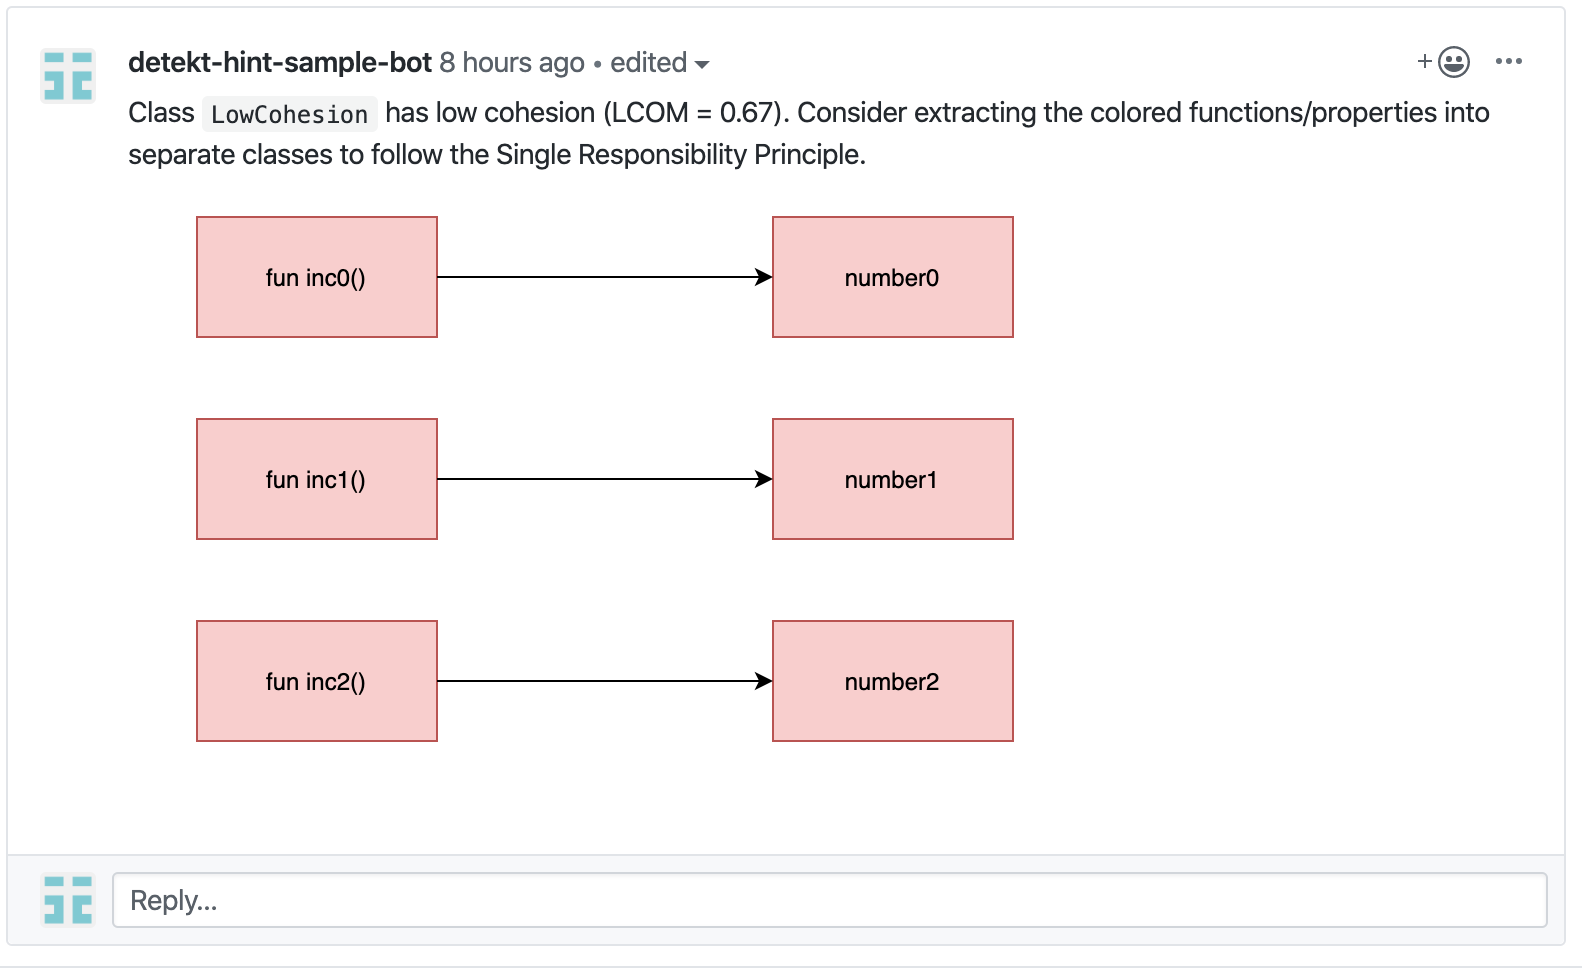 detekt-hint-sample-bot 8 hours ago • edited
Class LowCohesion has low cohesion (LCOM = 0.67). Consider extracting the colored functions/properties into
separate classes to follow the Single Responsibility Principle.
fun inc0() number0
fun inc1() number1
fun inc2() number2
Reply...